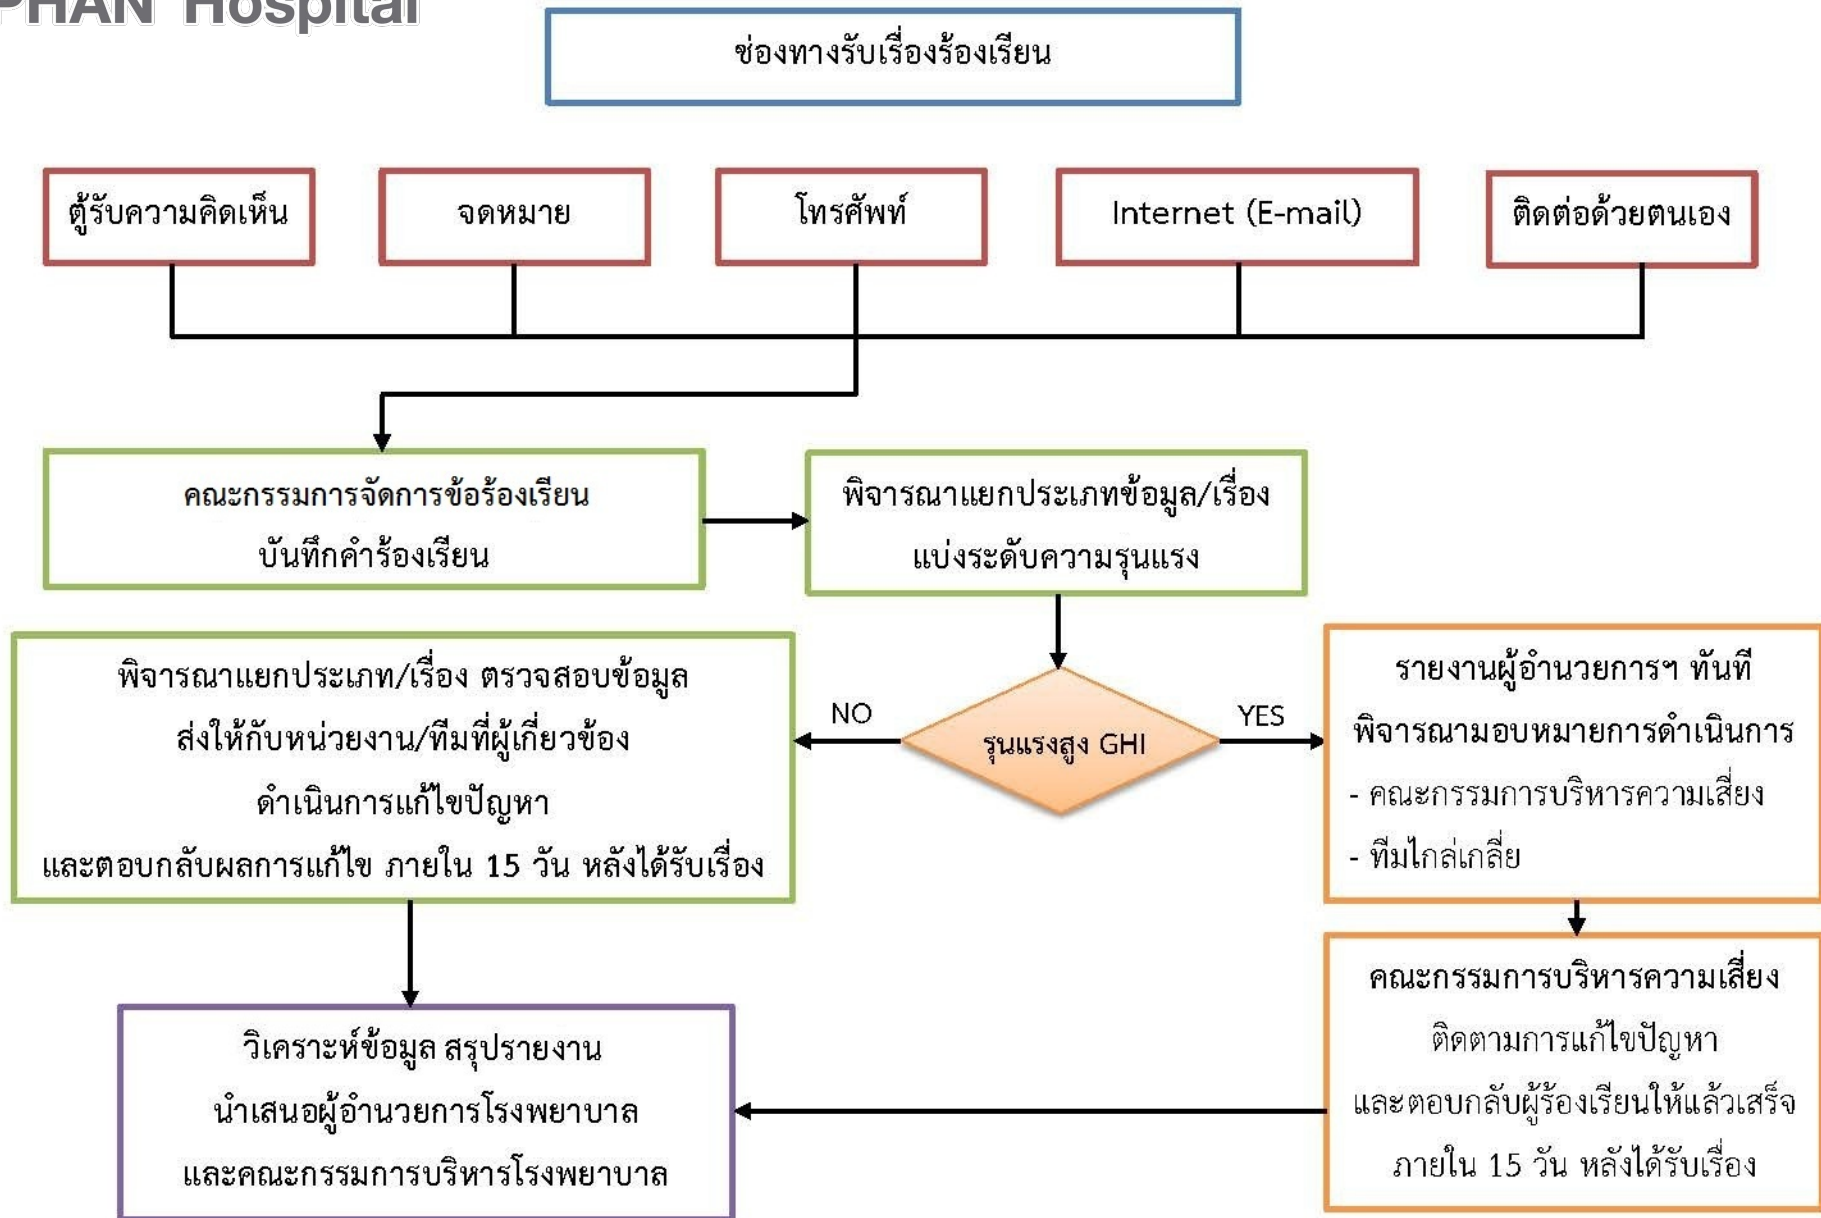 PHAN Hospital
ช่องทางรับเรื่องร้องเรียน
ตู้รับความคิดเห็น
จดหมาย
โทรศัพท์
Internet (E-mail)
ติดต่อด้วยตนเอง
คณะกรรมการจัดการข้อร้องเรียน
บันทึกคำร้องเรียน
พิจารณาแยกประเภทข้อมูล/เรื่อง
แบ่งระดับความรุนแรง
พิจารณาแยกประเภท/เรื่อง ตรวจสอบข้อมูล
ส่งให้กับหน่วยงาน/ทีมที่ผู้เกี่ยวข้อง
ดำเนินการแก้ไขปัญหา
และตอบกลับผลการแก้ไข ภายใน 15 วัน หลังได้รับเรื่อง
NO
รุนแรงสูง GHI
YES
รายงานผู้อำนวยการฯ ทันที
พิจารณามอบหมายการดำเนินการ
- คณะกรรมการบริหารความเสี่ยง
- ทีมไกล่เกลี่ย
คณะกรรมการบริหารความเสี่ยง
ติดตามการแก้ไขปัญหา
และตอบกลับผู้ร้องเรียนให้แล้วเสร็จ
ภายใน 15 วัน หลังได้รับเรื่อง
วิเคราะห์ข้อมูล สรุปรายงาน
นำเสนอผู้อำนวยการโรงพยาบาล
และคณะกรรมการบริหารโรงพยาบาล